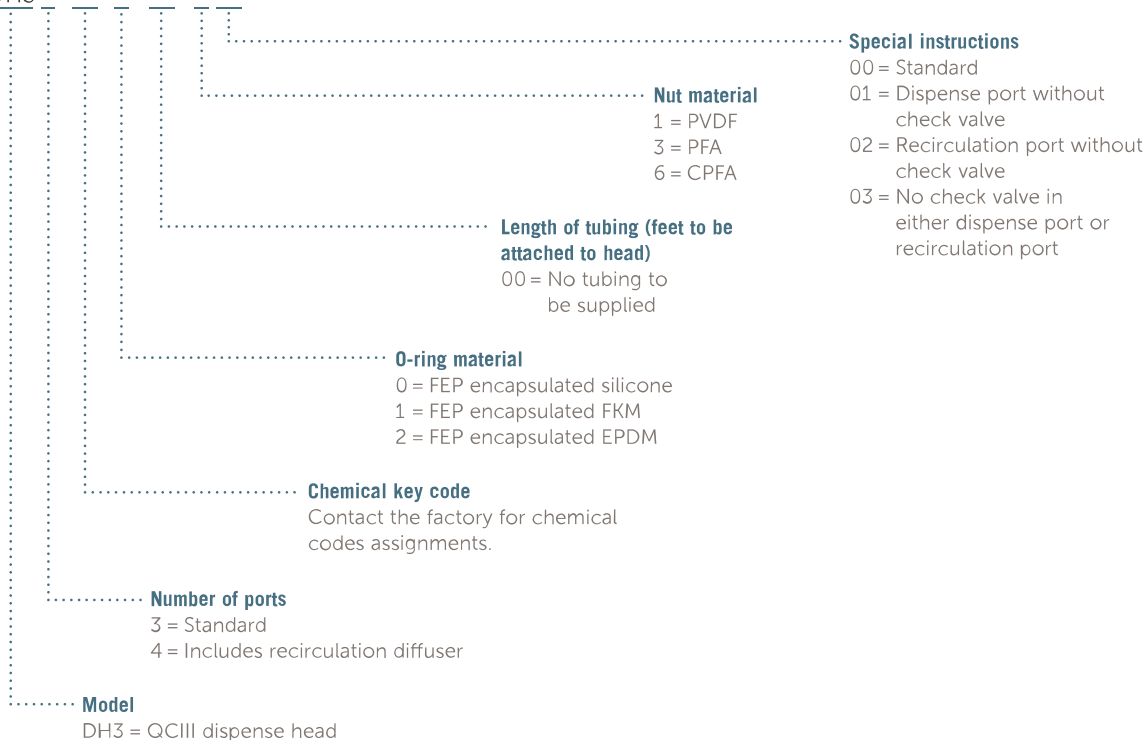 Special instructions
00 = Standard
01 = Dispense port without
check valve
02 = Recirculation port without
check valve
03 = No check valve in
either dispense port or
recirculation port
Nut material
1 = PVDF
3 = PFA
6 = CPFA
Length of tubing (feet to be
attached to head)
00 = No tubing to
be supplied
O-ring material
0 = FEP encapsulated silicone
1 = FEP encapsulated FKM
2 = FEP encapsulated EPDM
Chemical key code
Contact the factory for chemical
codes assignments.
Number of ports
3 = Standard
4 = Includes recirculation diffuser
Model
DH3 = QCIII dispense head